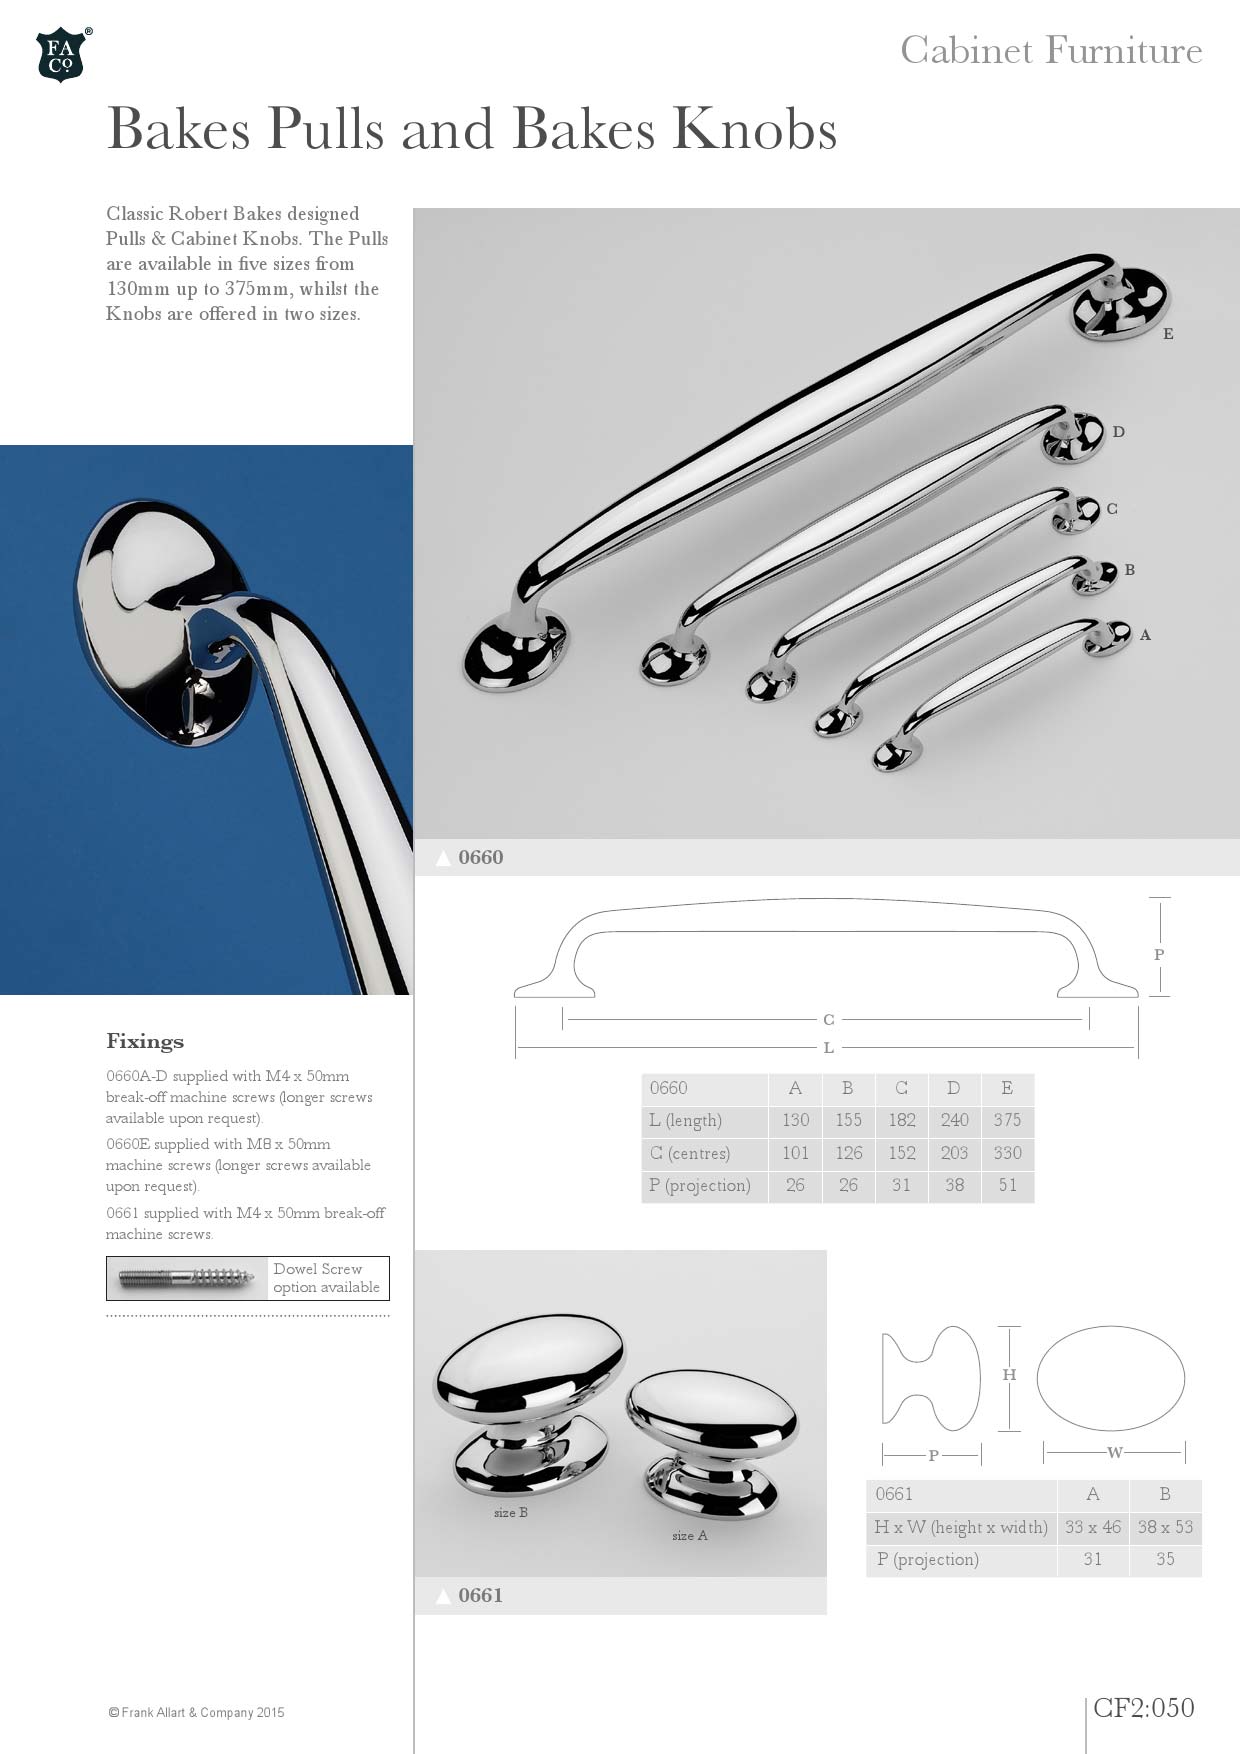 FA
Co.
®
Cabinet Furniture
Bakes Pulls and Bakes Knobs
Classic Robert Bakes designed
Pulls & Cabinet Knobs. The Pulls
are available in five sizes from
130mm up to 375mm, whilst the
Knobs are offered in two sizes.
E
D
C
B
A
0660
P
C
L
0660 A B C D E
L (length) 130 155 182 240 375
C (centres) 101 126 152 203 330
P (projection) 26 26 31 38 51
Fixings
0660A-D supplied with M4 x 50mm
break-off machine screws (longer screws
available upon request).
0660E supplied with M8 x 50mm
machine screws (longer screws available
upon request).
0661 supplied with M4 x 50mm break-off
machine screws.
Dowel Screw
option available
size B
size A
0661
H
P
W
0661 A B
H x W (height x width) 33 x 46 38 x 53
P (projection) 31 35
© Frank Allart & Company 2015
CF2:050